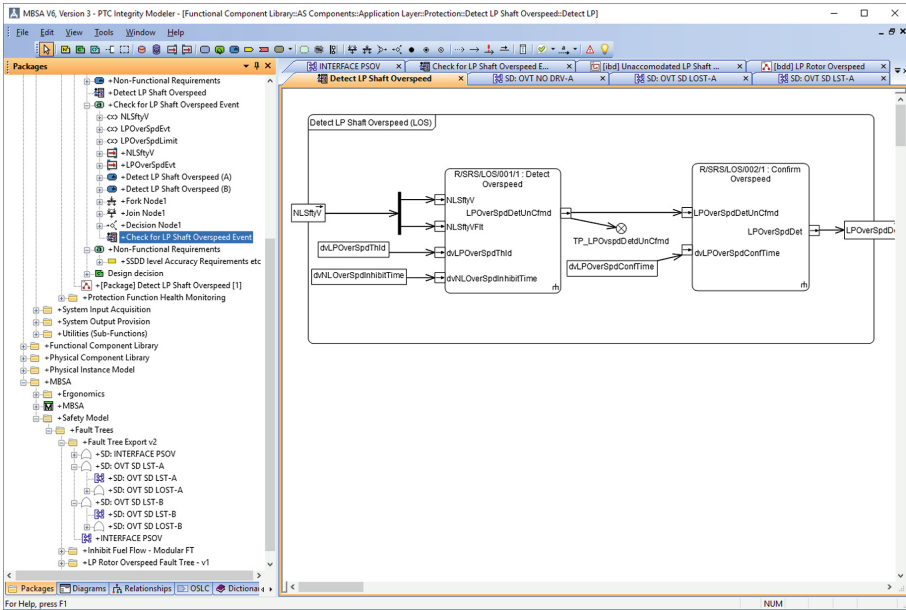 MBSA V6, Version 3 - PTC Integrity Modeler - [Functional Component Library::AS Components::Application Layer::Protection::Detect LP Shaft Overspeed::Detect LP]
File Edit View Tools Window Help
Packages
+Non-Functional Requirements
+Detect LP Shaft Overspeed
+Check for LP Shaft Overspeed Event
NLSftyV
LPOverSpdEvt
LPOverSpdLimit
+NLSftyV
+LPOverSpdEvt
+Detect LP Shaft Overspeed (A)
+Detect LP Shaft Overspeed (B)
+Fork Node1
+Join Node1
+Decision Node1
+Check for LP Shaft Overspeed Event
+Non-Functional Requirements
+SSDD level Accuracy Requirements etc
Design decision
+[Package] Detect LP Shaft Overspeed [1]
+Protection Function Health Monitoring
+System Input Acquisition
+System Output Provision
+Utilities (Sub-Functions)
+Functional Component Library
+Physical Component Library
+Physical Instance Model
+MBSA
+Ergonomics
+MBSA
+Safety Model
+Fault Trees
+Fault Tree Export v2
+SD: INTERFACE PSOV
+SD: OVT SD LST-A
+SD: OVT SD LST-A
+SD: OVT SD LOST-A
+SD: OVT SD LST-B
+SD: OVT SD LST-B
+SD: OVT SD LOST-B
+INTERFACE PSOV
+Inhibit Fuel Flow - Modular FT
+LP Rotor Overspeed Fault Tree - v1
Packages Diagrams Relationships OSLC Dictionar
For Help, press F1
NUM
INTERFACE PSOV
Check for LP Shaft Overspeed E...
[ibd] Unaccomodated LP Shaft ...
[bdd] LP Rotor Overspeed
Detect LP Shaft Overspeed
SD: OVT NO DRV-A
SD: OVT SD LOST-A
SD: OVT SD LST-A
Detect LP Shaft Overspeed (LOS)
R/SRS/LOS/001/1 : Detect
Overspeed
R/SRS/LOS/002/1 : Confirm
Overspeed
NLSftyV
NLSftyV
LPOverSpdDetUnCfmd
LPOverSpdDetUnCfmd
NLSftyVFlt
LPOverSpdDet
LPOverSpdDe
TP_LPOvspdDetdUnCfmd
dvLPOverSpdThld
dvLPOverSpdThld
dvLPOverSpdConfTime
dvLPOverSpdConfTime
dvNLOverSpdInhibitTime
dvNLOverSpdInhibitTime